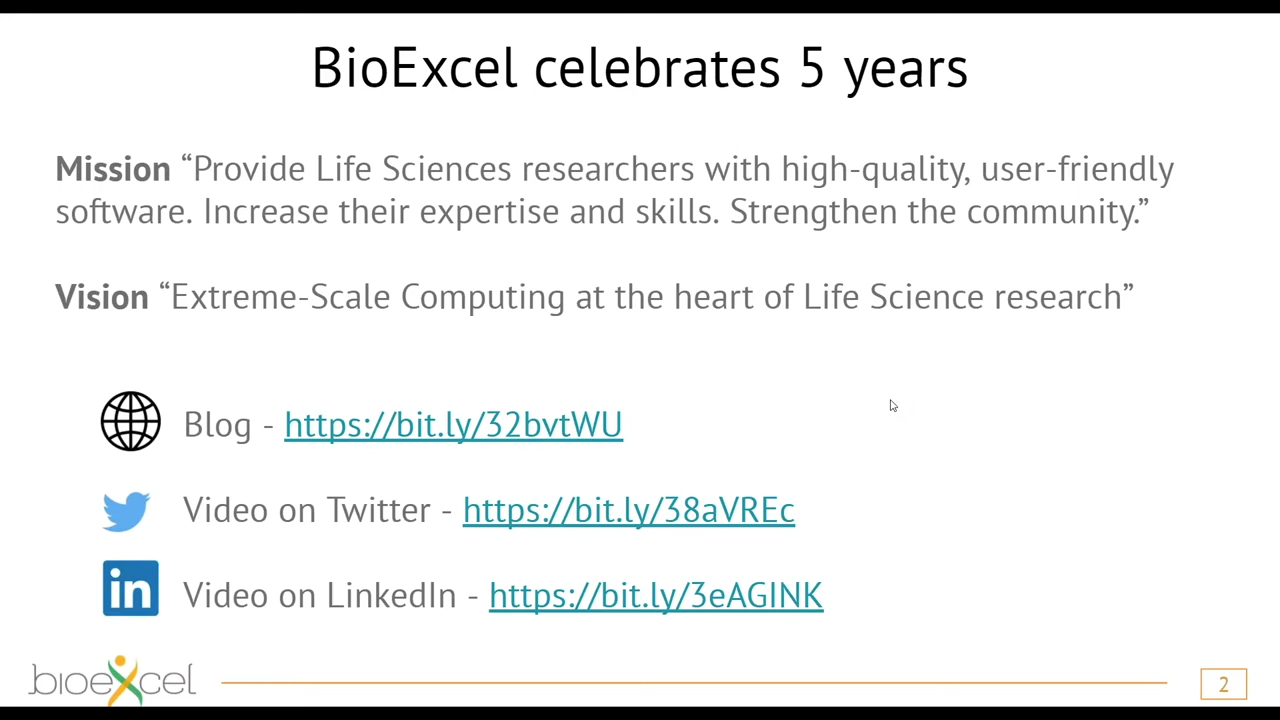 BioExcel celebrates 5 years
Mission “Provide Life Sciences researchers with high-quality, user-friendly
software. Increase their expertise and skills. Strengthen the community.”
Vision “Extreme-Scale Computing at the heart of Life Science research”
Blog - https://bit.ly/32bvtWU
Video on Twitter - https://bit.ly/38aVREc
in Video on LinkedIn - https://bit.ly/3eAGINK
bioexcel
2